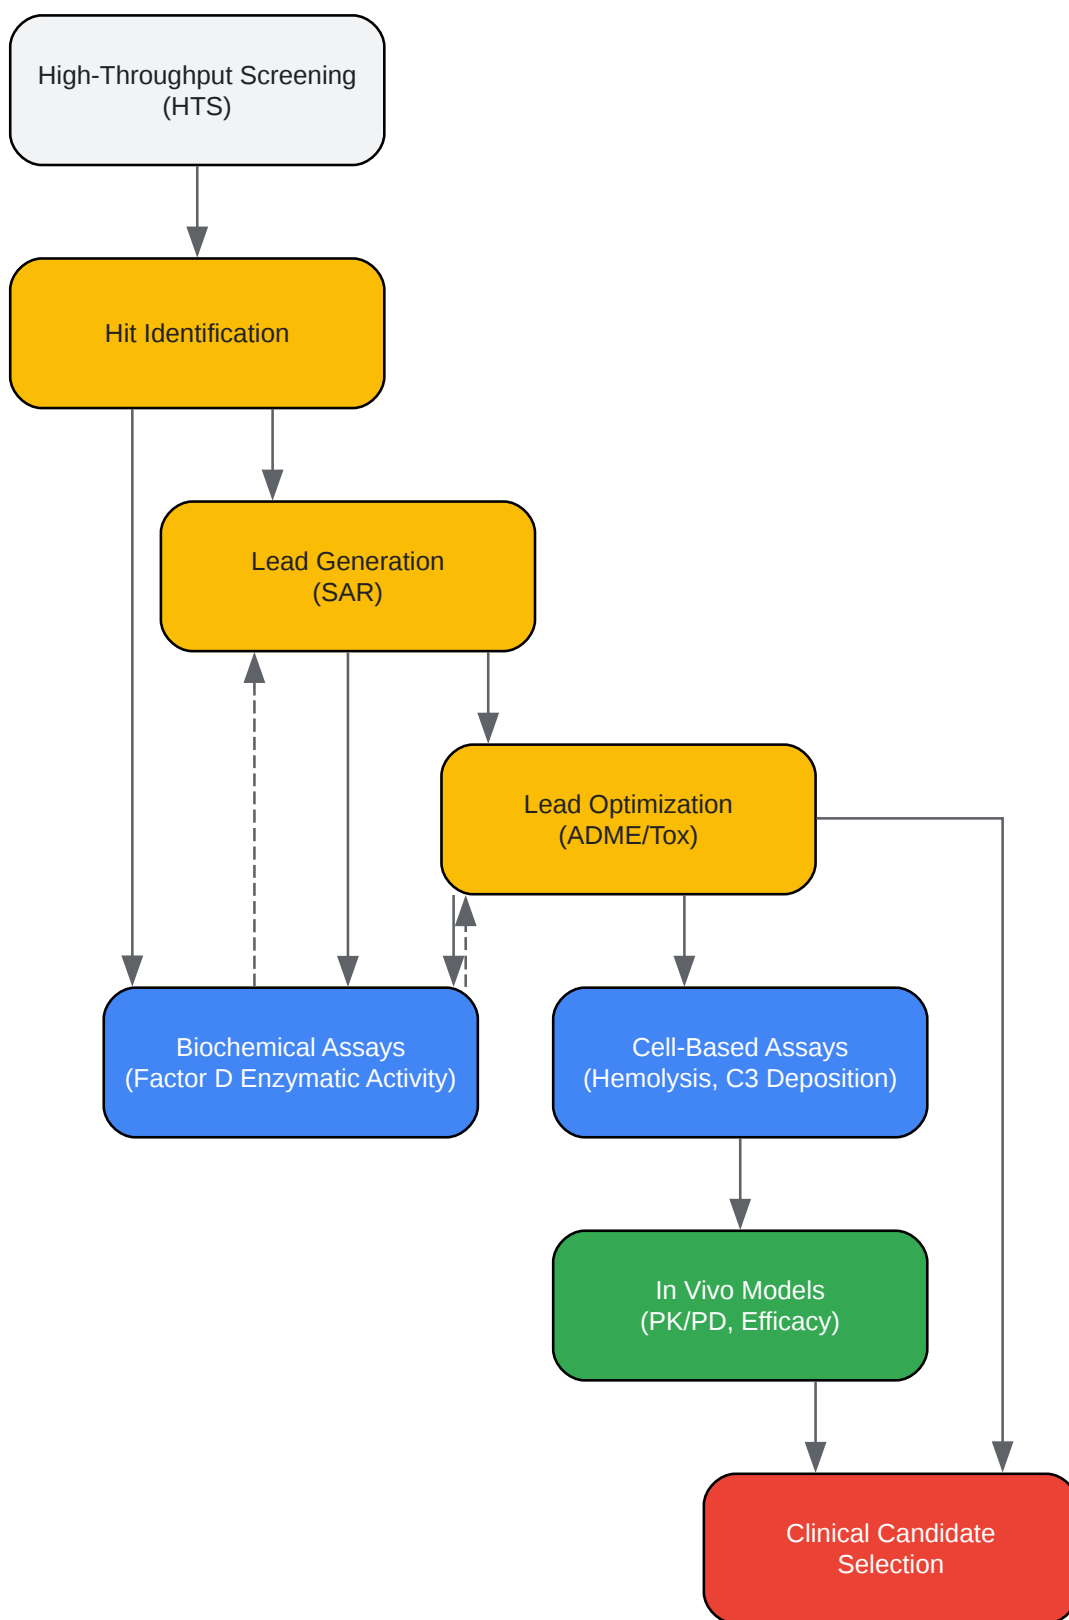 High-Throughput Screening
(HTS)
Hit Identification
Lead Generation
(SAR)
Lead Optimization
(ADME/Tox)
Biochemical Assays
(Factor D Enzymatic Activity)
Cell-Based Assays
(Hemolysis, C3 Deposition)
In Vivo Models
(PK/PD, Efficacy)
Clinical Candidate
Selection